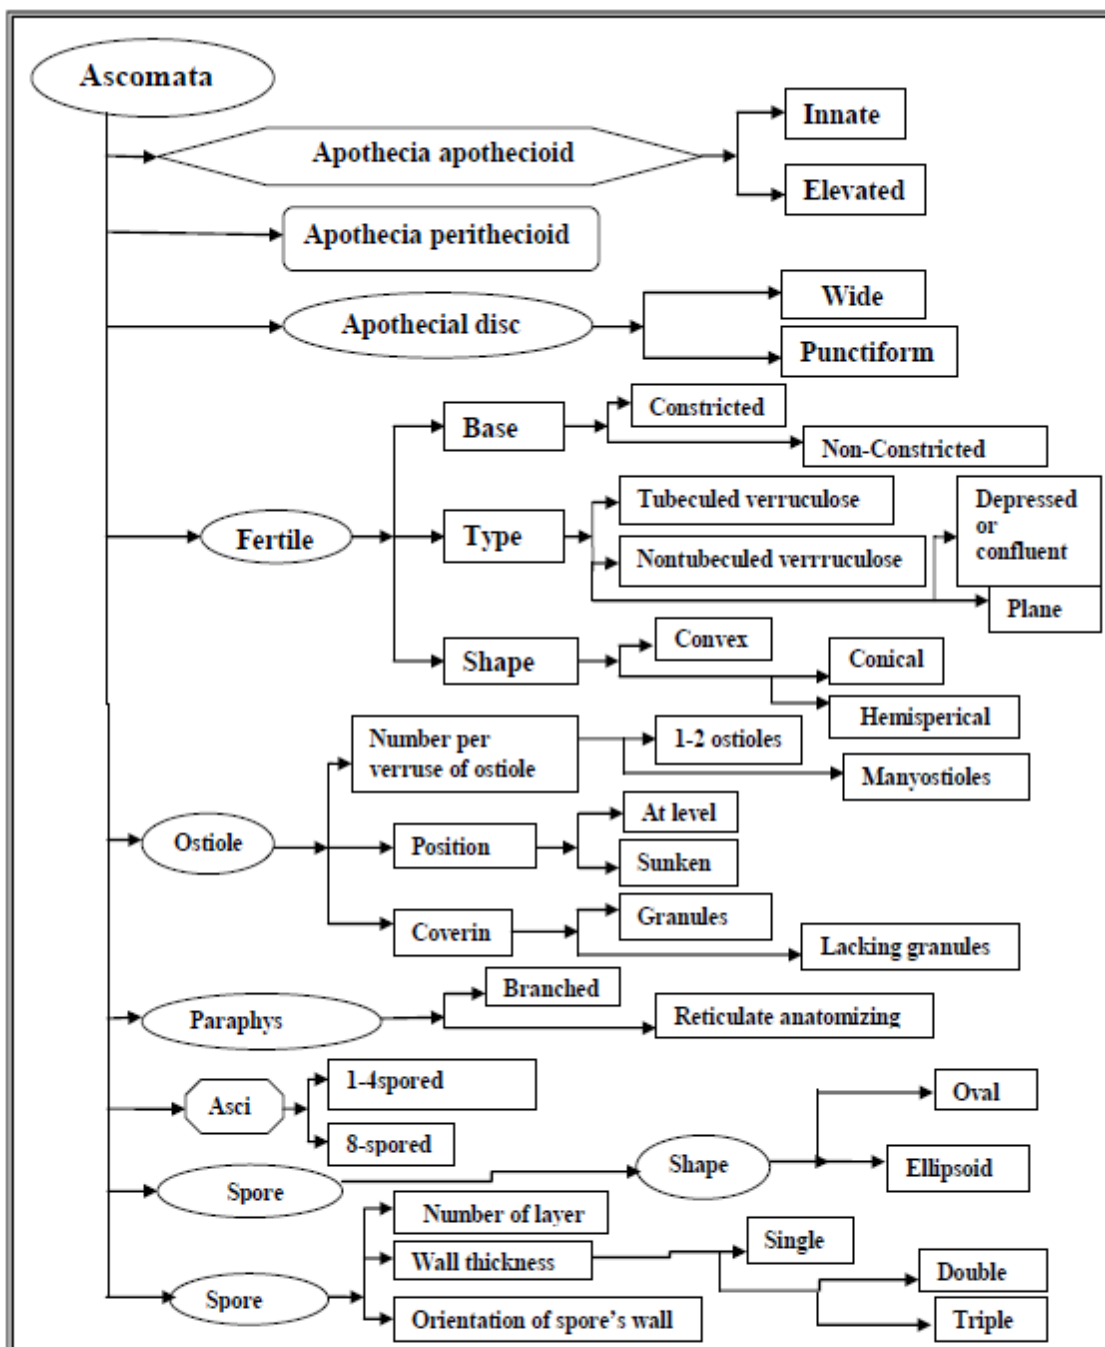 Ascomata
Apothecia apothecioid
Innate
Elevated
Apothecia perithecioid
Apothecial disc
Wide
Punctiform
Fertile
Base
Constricted
Non-Constricted
Type
Tubeculed verruculose
Nontubeculed verrruculose
Depressed
or
confluent
Plane
Shape
Convex
Conical
Hemisperical
Ostiole
Number per
verruse of ostiole
1-2 ostioles
Manyostioles
Position
At level
Sunken
Coverin
Granules
Lacking granules
Paraphys
Branched
Reticulate anatomizing
Asci
1-4spored
8-spored
Spore
Shape
Oval
Ellipsoid
Spore
Number of layer
Wall thickness
Single
Double
Triple
Orientation of spore’s wall